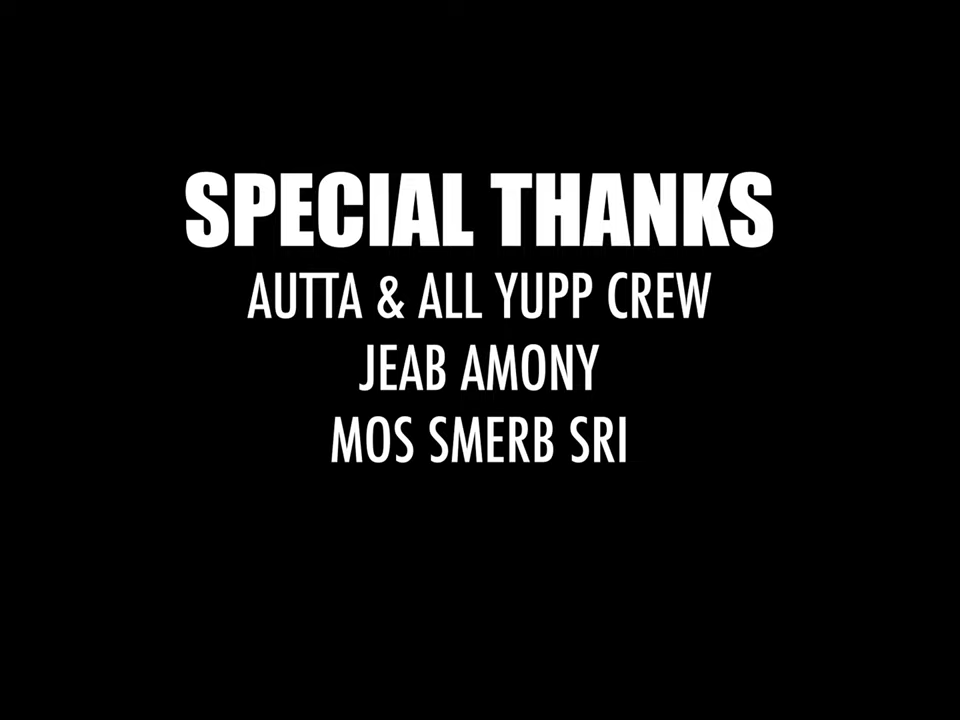 SPECIAL THANKS
AUTTA & ALL YUPP CREW
JEAB AMONY
MOS SMERB SRI